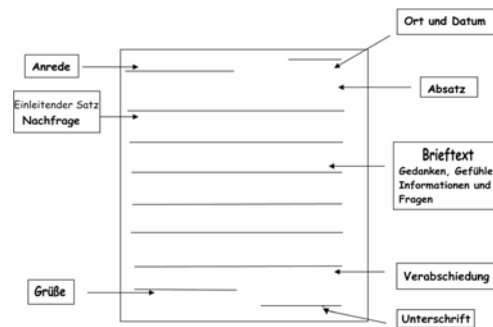 Ort und Datum
Anrede
Absatz
Einleitender Satz
Nachfrage
Brieftext
Gedanken, Gefühle
Informationen und
Fragen
Verabschiedung
Grüße
Unterschrift